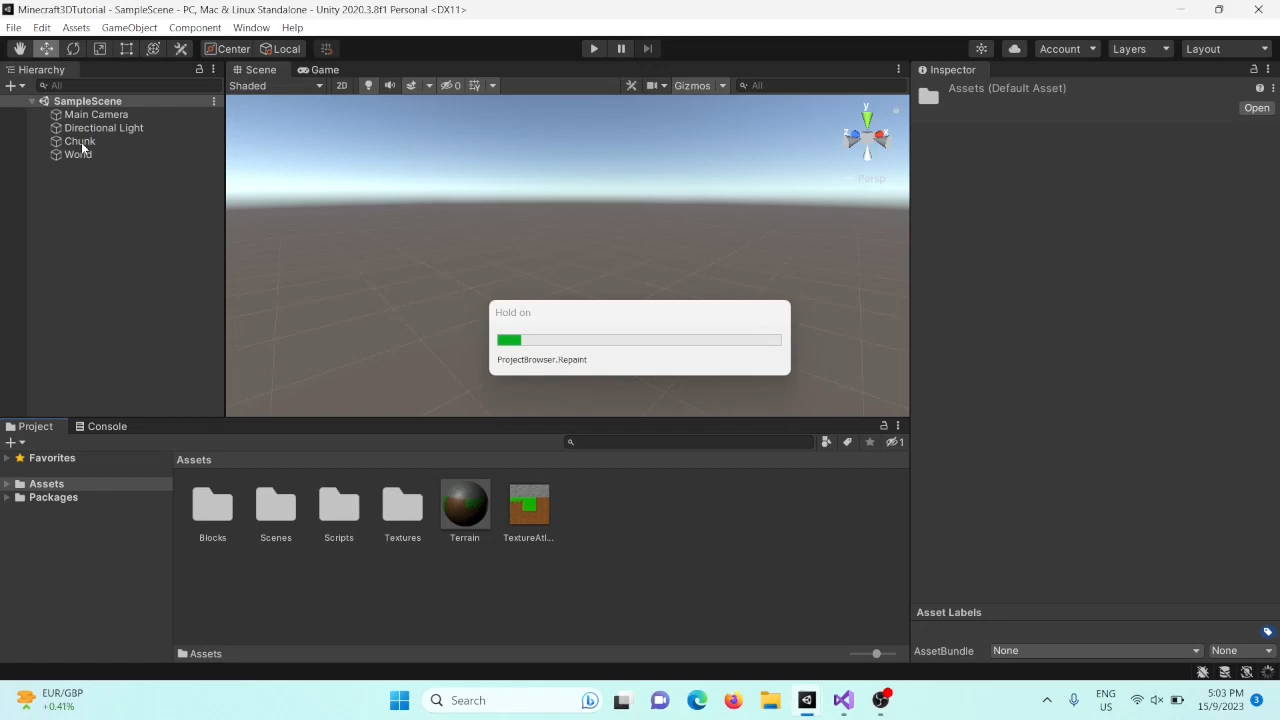 Minecraft3DTutorial - SampleScene - PC, Mac & Linux Standalone - Unity 2020.3.8f1 Personal <DX11>
File Edit Assets GameObject Component Window Help
Center Local Account Layers Layout
Hierarchy Scene Game Inspector
All Shaded 2D 0 Gizmos All
SampleScene
Main Camera
Directional Light
Chunk
World
y
z x
Persp
Assets (Default Asset)
Open
Hold on
ProjectBrowser.Repaint
Project Console
1
Favorites
Assets
Packages
Assets
Blocks Scenes Scripts Textures Terrain TextureAtl...
Assets
Asset Labels
AssetBundle None None
EUR/GBP
+0.41%
Search
ENG
US
5:03 PM
15/9/2023
3